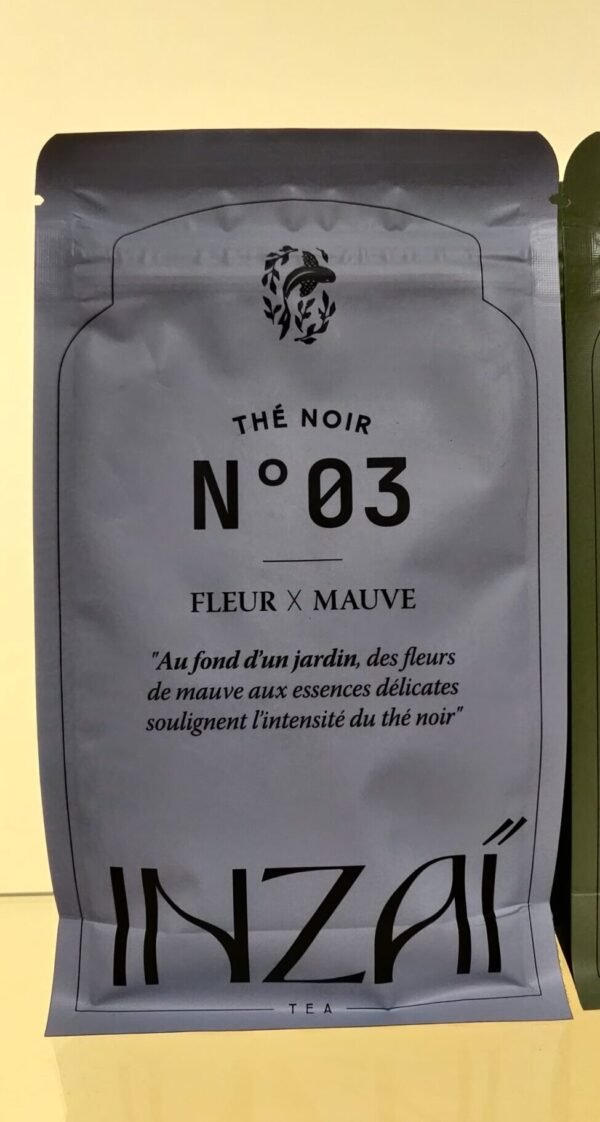 THÉ NOIR
N°03
FLEUR X MAUVE
"Au fond d'un jardin, des fleurs
de mauve aux essences délicates
soulignent l'intensité du thé noir"
INZAÏ
TEA